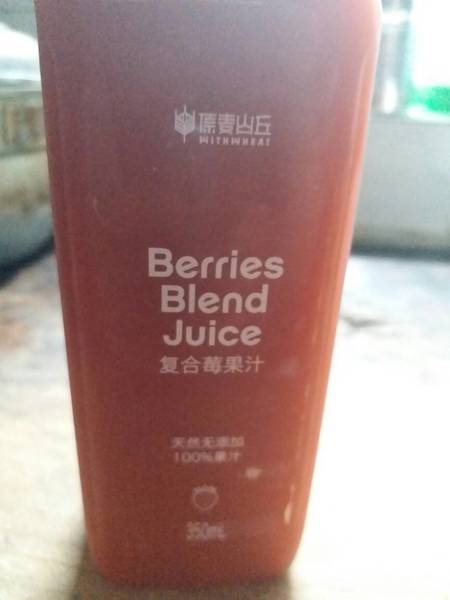 原麦山丘
WITHWHEAT
Berries
Blend
Juice
复合莓果汁
天然无添加
100%果汁
350mL